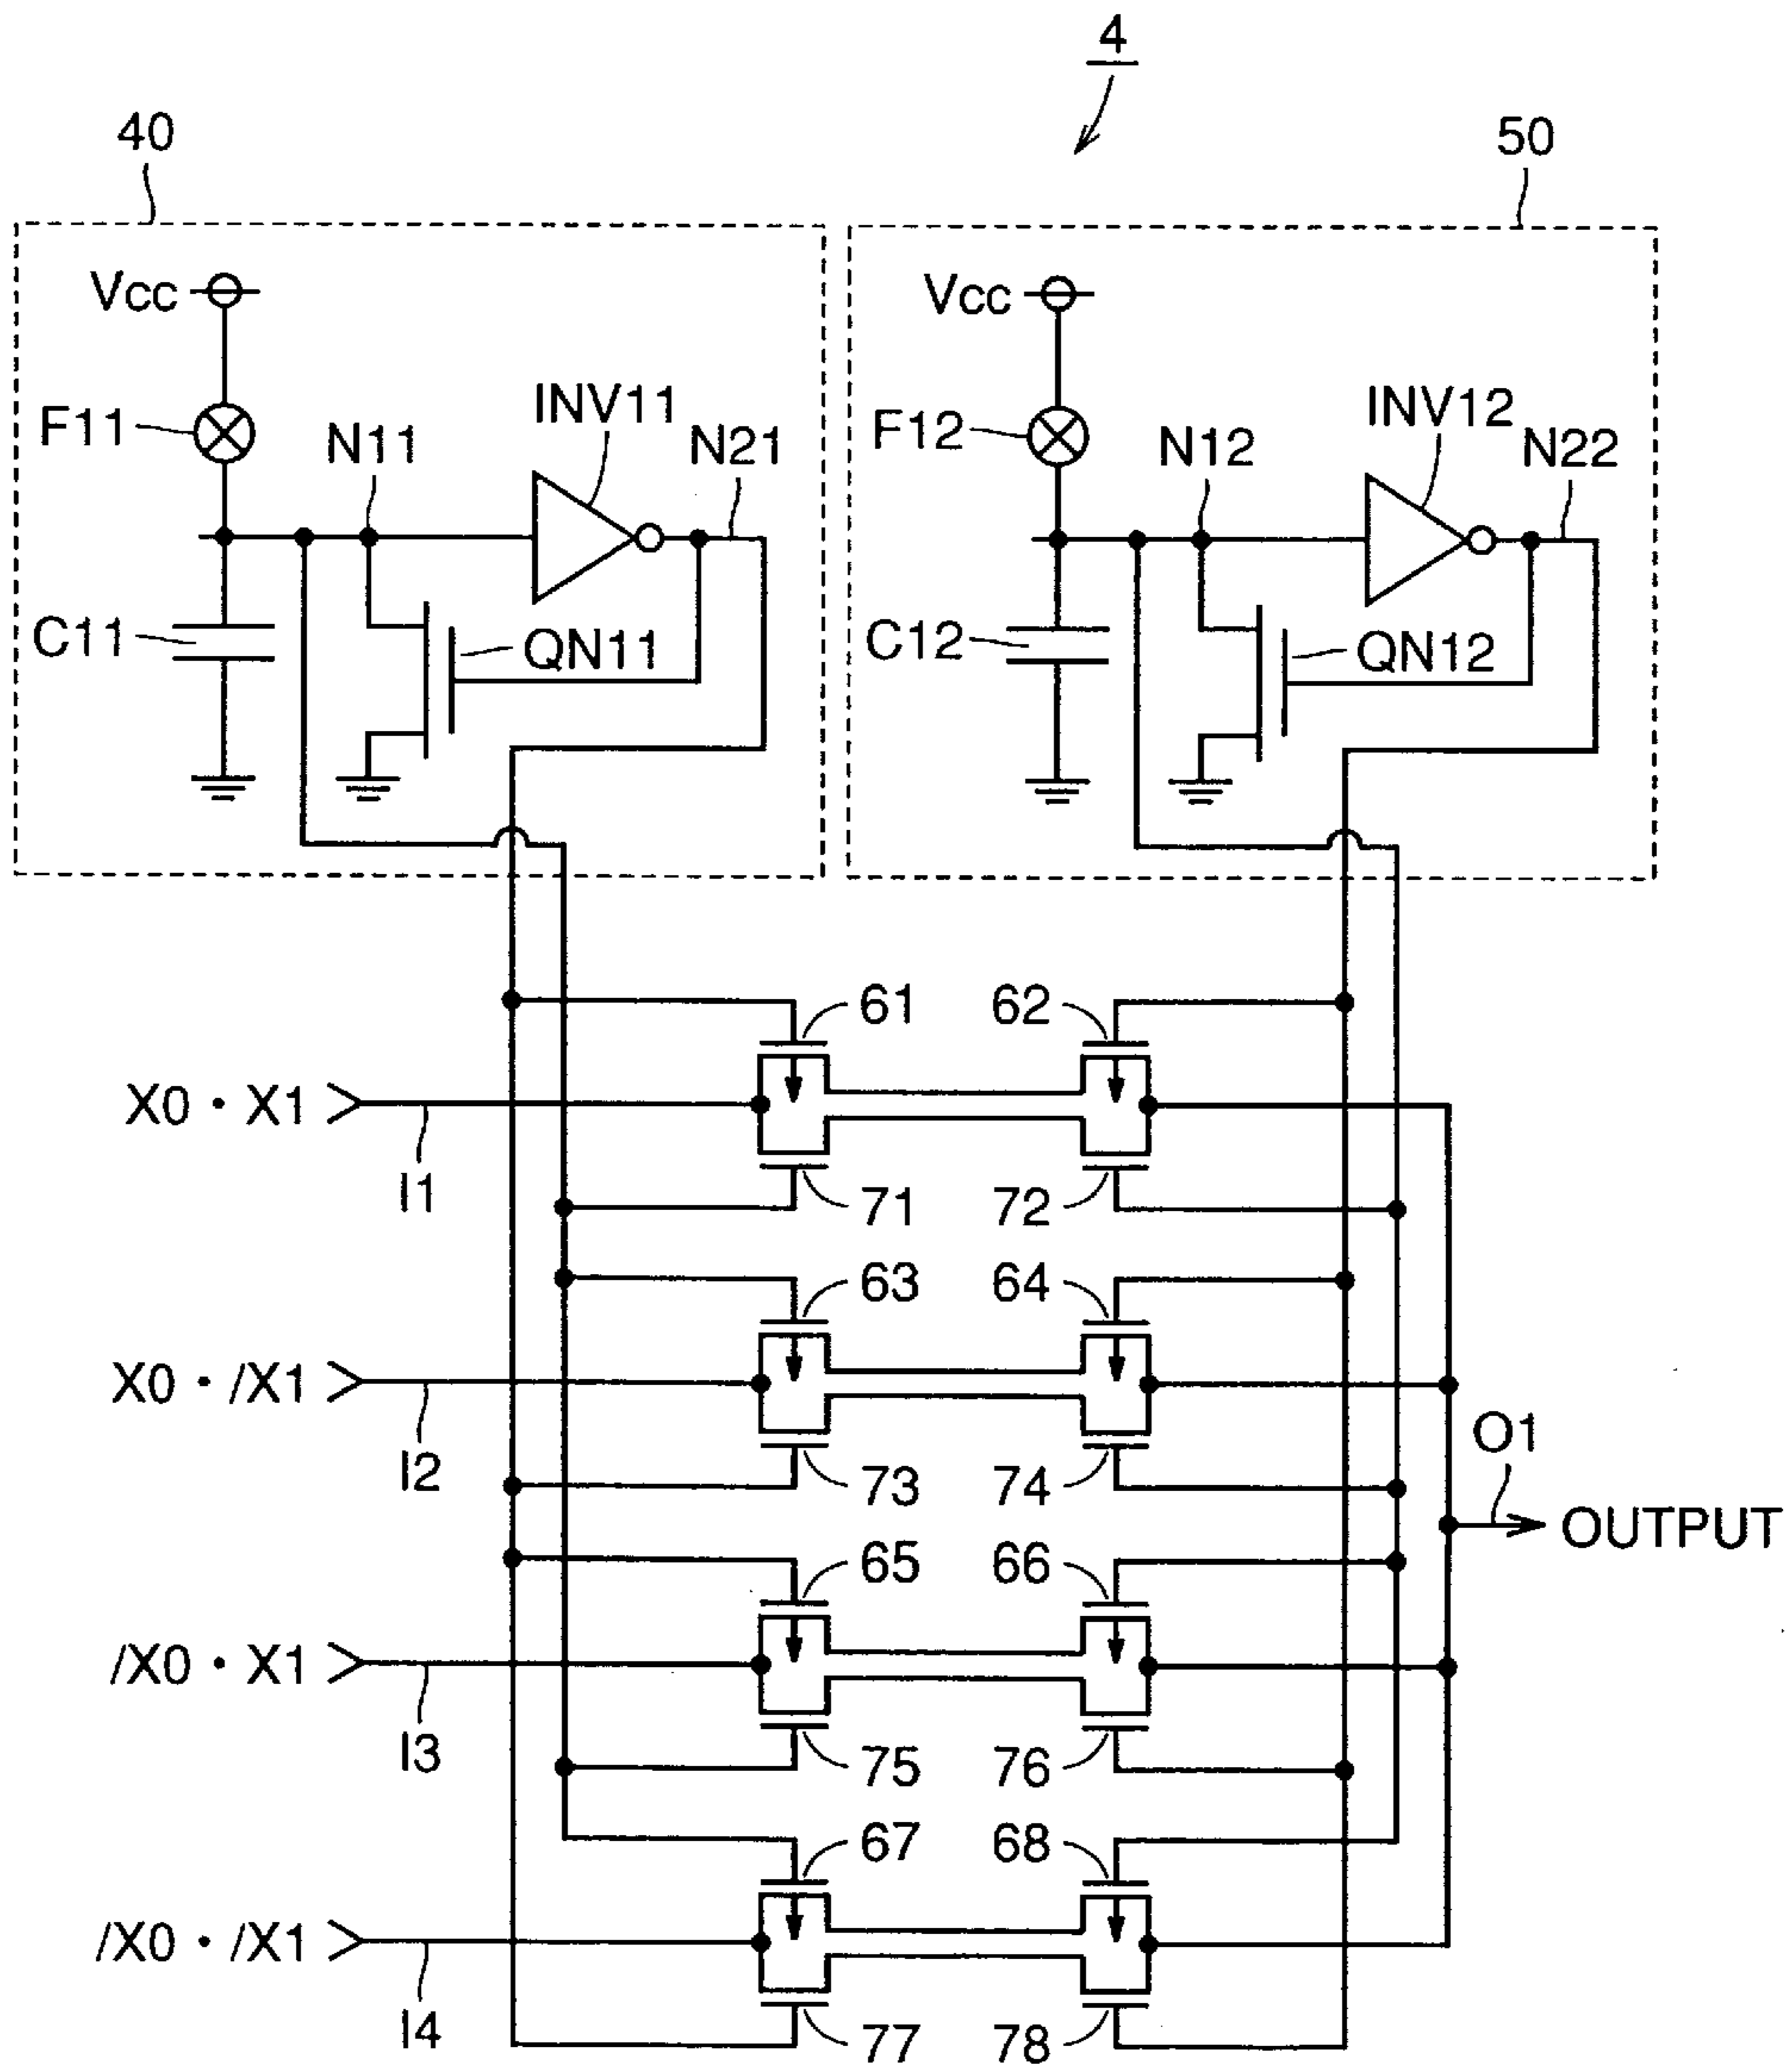 4
40
50
Vcc
Vcc
F11
N11
INV11
N21
F12
N12
INV12
N22
C11
QN11
C12
QN12
61
62
X0・X1
I1
71
72
63
64
X0・/X1
I2
73
74
O1
OUTPUT
65
66
/X0・X1
I3
75
76
67
68
/X0・/X1
I4
77
78